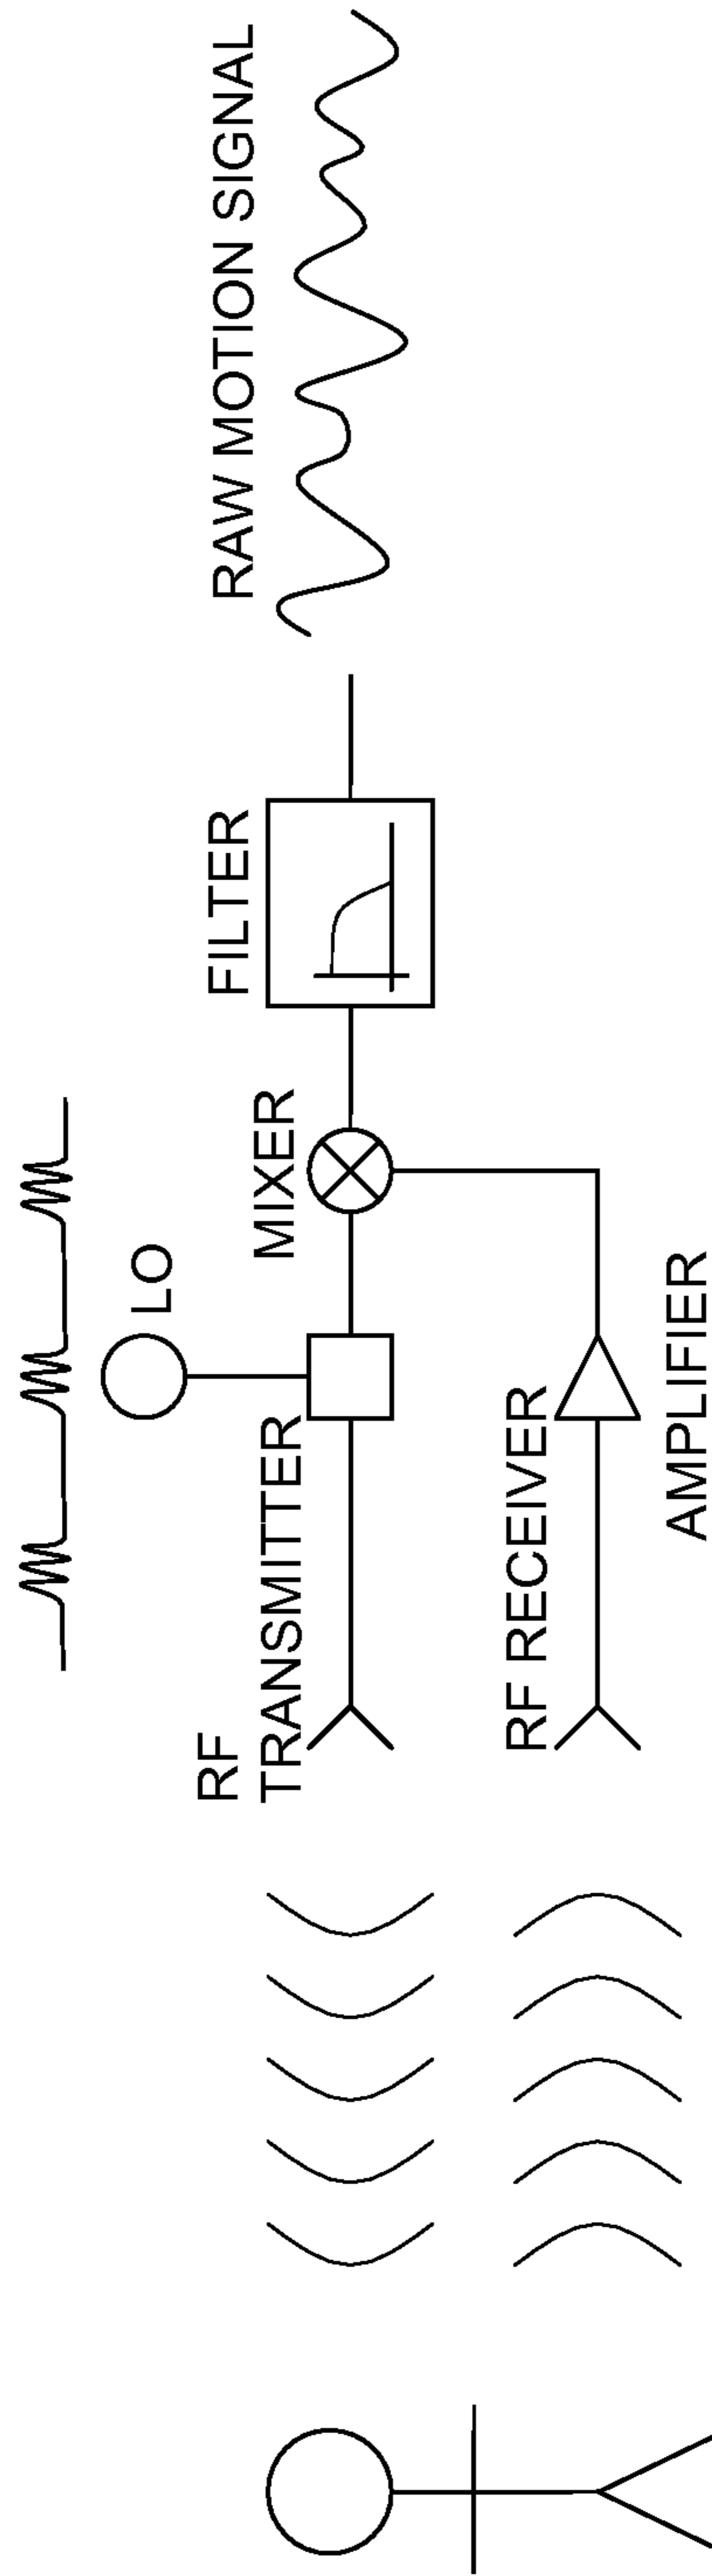 LO
RF
TRANSMITTER
MIXER
FILTER
RAW MOTION SIGNAL
RF RECEIVER
AMPLIFIER